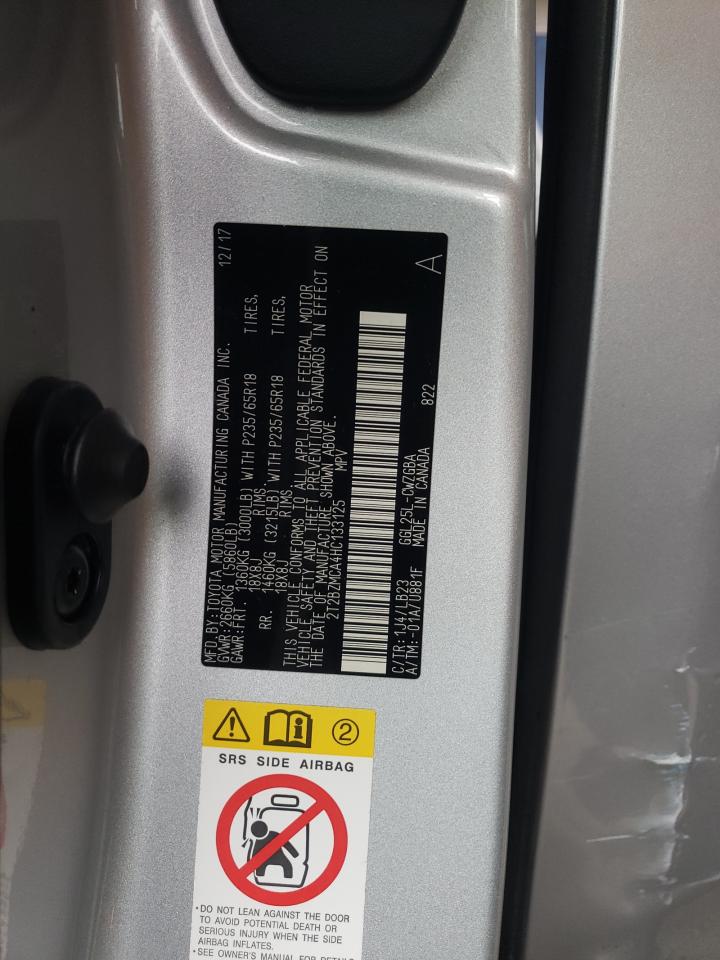 MFD.BY:TOYOTA MOTOR MANUFACTURING CANADA INC. 12/17
GVWR:2660KG (5860LB)
GAWR:FRT. 1360KG (3000LB) WITH P235/65R18 TIRES,
18X8J RIMS,
RR. 1460KG (3215LB) WITH P235/65R18 TIRES,
18X8J RIMS,
THIS VEHICLE CONFORMS TO ALL APPLICABLE FEDERAL MOTOR
VEHICLE SAFETY AND THEFT PREVENTION STANDARDS IN EFFECT ON
THE DATE OF MANUFACTURE SHOWN ABOVE.
2T2BZMCA4HC133125 MPV
C/TR:1J4/LB23 GGL25L-CWZGBA
A/TM:-01A/U881F MADE IN CANADA 822 A
2
SRS SIDE AIRBAG
•DO NOT LEAN AGAINST THE DOOR
TO AVOID POTENTIAL DEATH OR
SERIOUS INJURY WHEN THE SIDE
AIRBAG INFLATES.
•SEE OWNER'S MANUAL FOR DETAILS